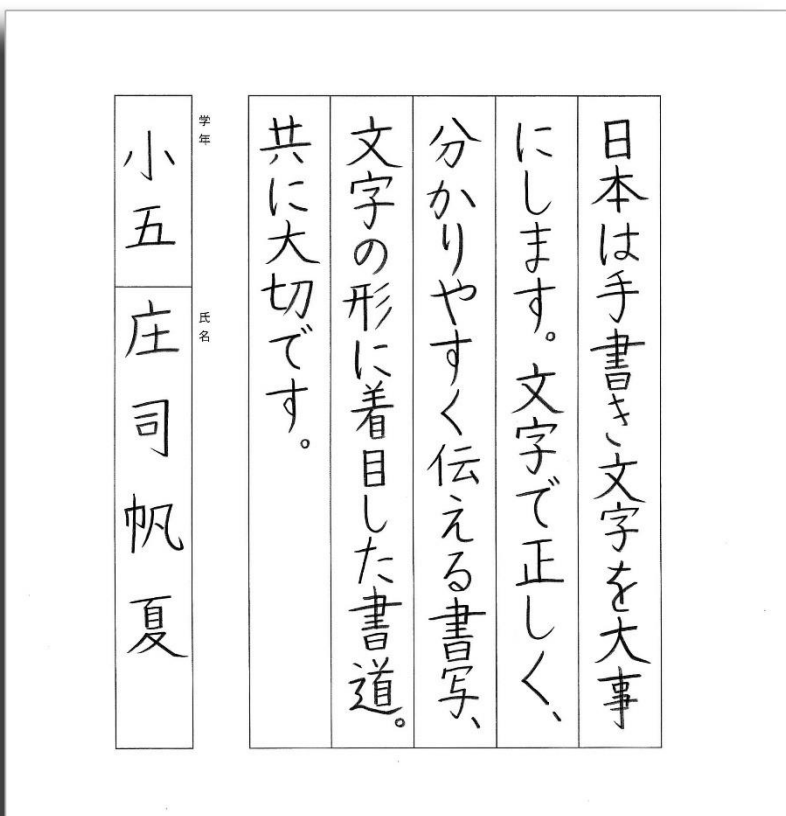 日本は手書き文字を大事
にします。文字で正しく、
分かりやすく伝える書写、
文字の形に着目した書道。
共に大切です。
学年
小五
氏名
庄司帆夏